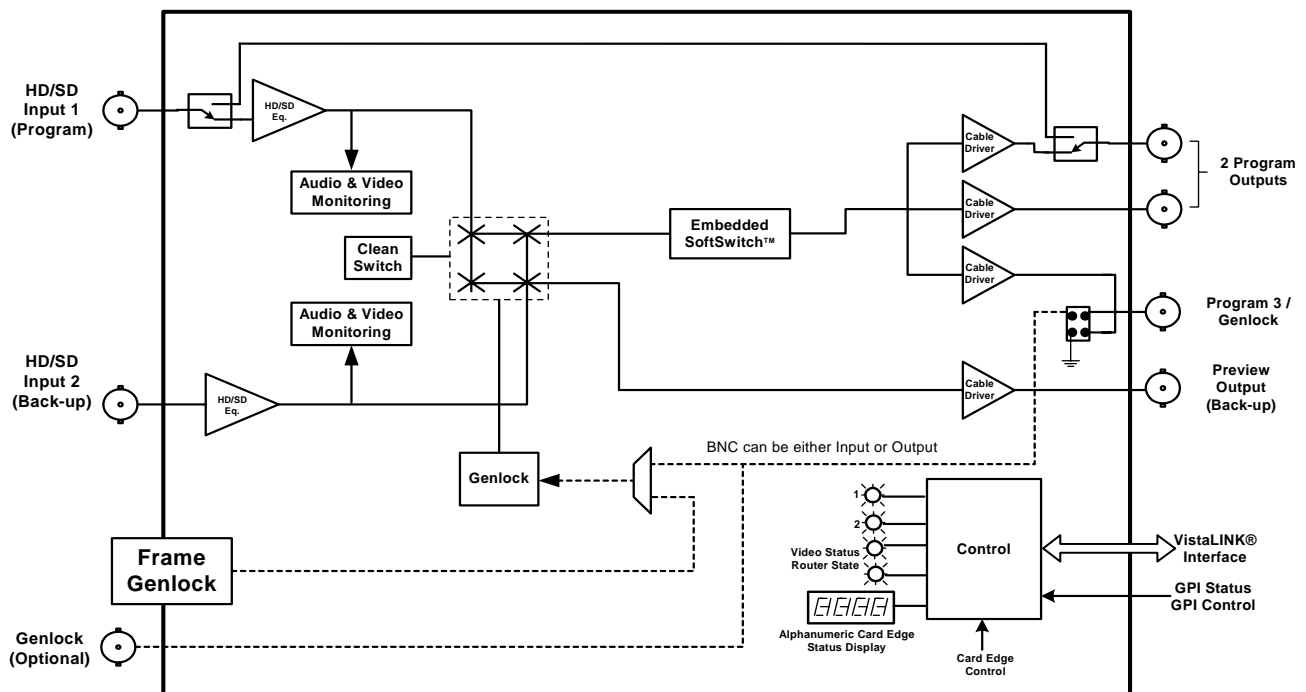 HD/SD
Input 1
(Program)
HD/SD
Eq.
Audio & Video
Monitoring
Clean
Switch
Embedded
SoftSwitch™
Cable
Driver
Cable
Driver
Cable
Driver
2 Program
Outputs
Audio & Video
Monitoring
Program 3 /
Genlock
HD/SD
Input 2
(Back-up)
HD/SD
Eq.
Cable
Driver
Preview
Output
(Back-up)
BNC can be either Input or Output
Genlock
1
2
Video Status
Router State
Control
VistaLINK®
Interface
Frame
Genlock
GPI Status
GPI Control
Alphanumeric Card Edge
Status Display
Card Edge
Control
Genlock
(Optional)